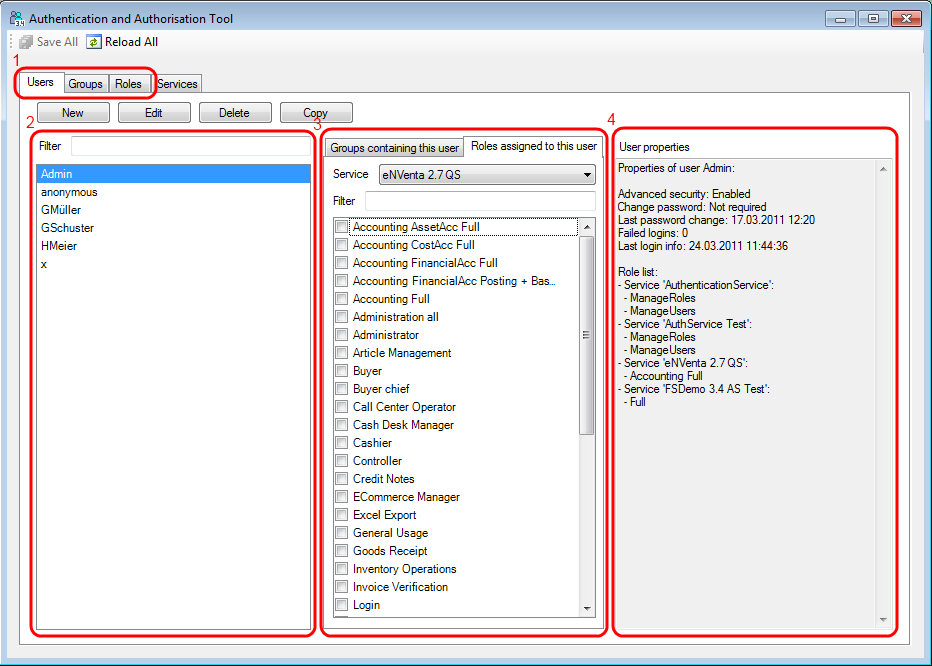 Authentication and Authorisation Tool
Save All Reload All
1
Users Groups Roles Services
New Edit Delete Copy
2
3
4
Filter
Admin
anonymous
GMüller
GSchuster
HMeier
x
Groups containing this user Roles assigned to this user
Service eNVenta 2.7 QS
Filter
Accounting AssetAcc Full
Accounting CostAcc Full
Accounting FinancialAcc Full
Accounting FinancialAcc Posting + Bas...
Accounting Full
Administration all
Administrator
Article Management
Buyer
Buyer chief
Call Center Operator
Cash Desk Manager
Cashier
Controller
Credit Notes
ECommerce Manager
Excel Export
General Usage
Goods Receipt
Inventory Operations
Invoice Verification
Login
User properties
Properties of user Admin:
Advanced security: Enabled
Change password: Not required
Last password change: 17.03.2011 12:20
Failed logins: 0
Last login info: 24.03.2011 11:44:36
Role list:
- Service 'AuthenticationService':
- ManageRoles
- ManageUsers
- Service 'AuthService Test':
- ManageRoles
- ManageUsers
- Service 'eNVenta 2.7 QS':
- Accounting Full
- Service 'FSDemo 3.4 AS Test':
- Full